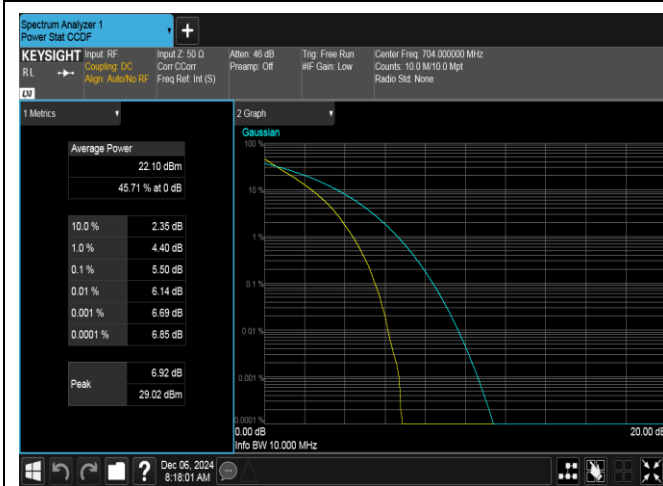 Spectrum Analyzer 1
Power Stat CCDF
+
KEYSIGHT
RL
LXI
Input: RF
Coupling: DC
Align: Auto/No RF
Input Z: 50 Ω
Corr CCorr
Freq Ref: Int (S)
Atten: 46 dB
Preamp: Off
Trig: Free Run
#IF Gain: Low
Center Freq: 704.000000 MHz
Counts: 10.0 M/10.0 Mpt
Radio Std: None
1 Metrics
Average Power
22.10 dBm
45.71 % at 0 dB
10.0 % 2.35 dB
1.0 % 4.40 dB
0.1 % 5.50 dB
0.01 % 6.14 dB
0.001 % 6.69 dB
0.0001 % 6.85 dB
Peak
6.92 dB
29.02 dBm
2 Graph
Gaussian
100 %
10 %
1 %
0.1 %
0.01 %
0.001 %
0.0001 %
0.00 dB 20.00 dB
Info BW 10.000 MHz
?
Dec 06, 2024
8:18:01 AM